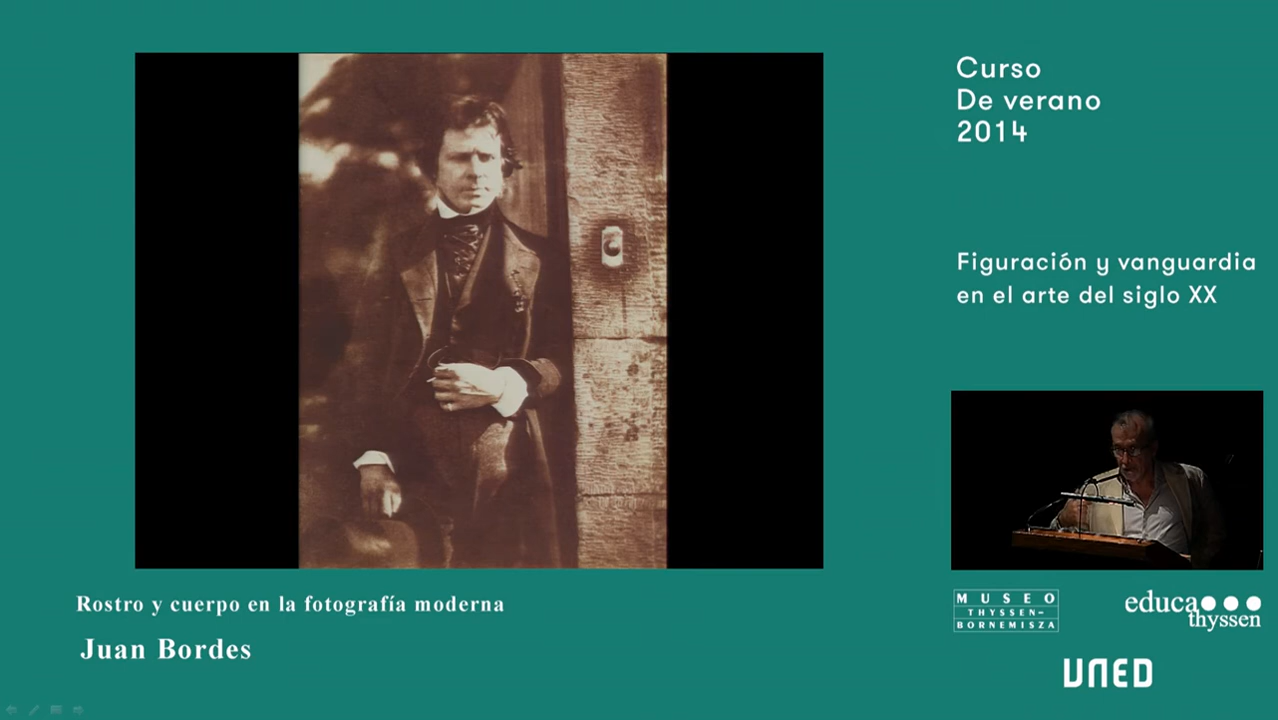 Curso
De verano
2014
Figuración y vanguardia
en el arte del siglo XX
Rostro y cuerpo en la fotografía moderna
Juan Bordes
MUSEO
THYSSEN-
BORNEMISZA
educa
thyssen
UNED